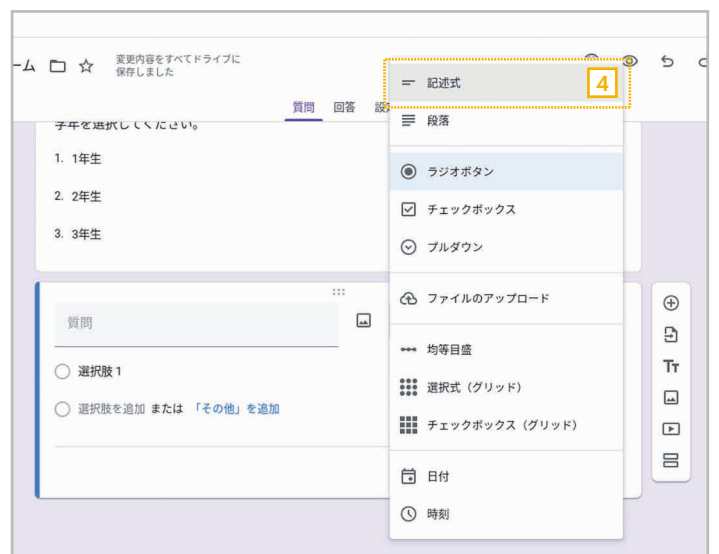 ーム
変更内容をすべてドライブに
保存しました
質問 回答
学年を選択してください。
1. 1年生
2. 2年生
3. 3年生
質問
選択肢 1
選択肢を追加 または 「その他」を追加
記述式
4
段落
ラジオボタン
チェックボックス
プルダウン
ファイルのアップロード
均等目盛
選択式（グリッド）
チェックボックス（グリッド）
日付
時刻
Tт